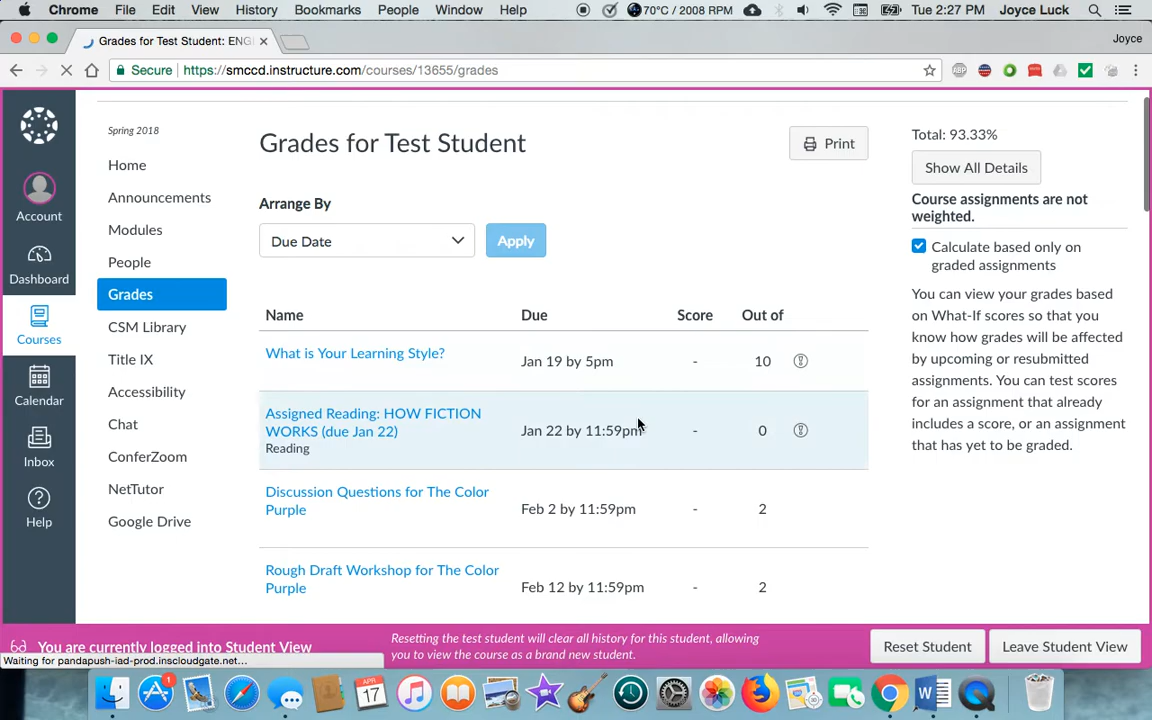 Chrome File Edit View History Bookmarks People Window Help 70°C / 2008 RPM Tue 2:27 PM Joyce Luck
Grades for Test Student: ENG
Joyce
Secure https://smccd.instructure.com/courses/13655/grades
Spring 2018
Home
Announcements
Modules
People
Grades
CSM Library
Title IX
Accessibility
Chat
ConferZoom
NetTutor
Google Drive
Account
Dashboard
Courses
Calendar
Inbox
Help
Grades for Test Student
Print
Arrange By
Due Date
Apply
Name Due Score Out of
What is Your Learning Style? Jan 19 by 5pm - 10
Assigned Reading: HOW FICTION
WORKS (due Jan 22) Jan 22 by 11:59pm - 0
Reading
Discussion Questions for The Color
Purple Feb 2 by 11:59pm - 2
Rough Draft Workshop for The Color
Purple Feb 12 by 11:59pm - 2
Total: 93.33%
Show All Details
Course assignments are not
weighted.
Calculate based only on
graded assignments
You can view your grades based
on What-If scores so that you
know how grades will be affected
by upcoming or resubmitted
assignments. You can test scores
for an assignment that already
includes a score, or an assignment
that has yet to be graded.
You are currently logged into Student View
Resetting the test student will clear all history for this student, allowing
you to view the course as a brand new student.
Reset Student
Leave Student View
Waiting for pandapush-iad-prod.inscloudgate.net...
1
APR
17
W